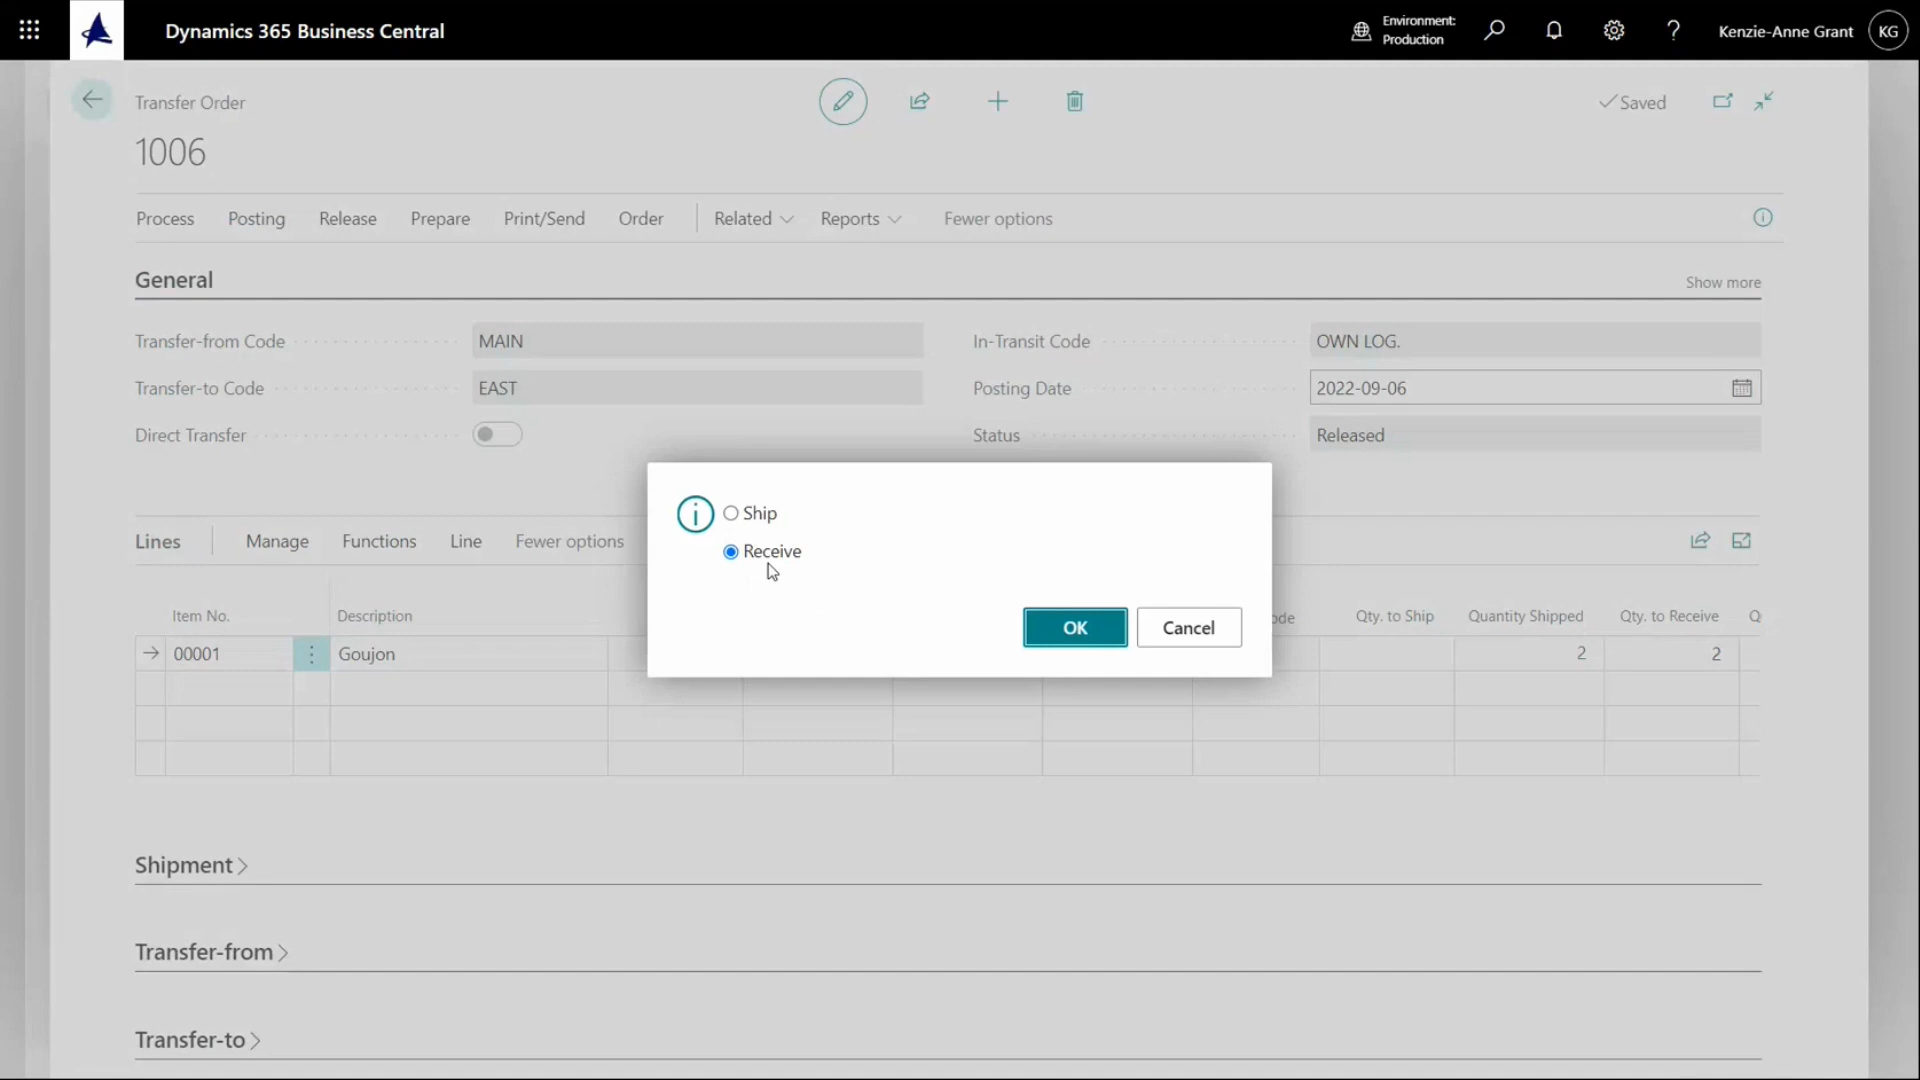 Dynamics 365 Business Central
Environment:
Production
?
Kenzie-Anne Grant
KG
Transfer Order
Saved
1006
Process
Posting
Release
Prepare
Print/Send
Order
Related
Reports
Fewer options
General
Show more
Transfer-from Code
MAIN
In-Transit Code
OWN LOG.
Transfer-to Code
EAST
Posting Date
2022-09-06
Direct Transfer
Status
Released
Ship
Receive
OK
Cancel
Lines
Manage
Functions
Line
Fewer options
Item No.
Description
Qty. to Ship
Quantity Shipped
Qty. to Receive
00001
Goujon
2
2
Shipment
Transfer-from
Transfer-to